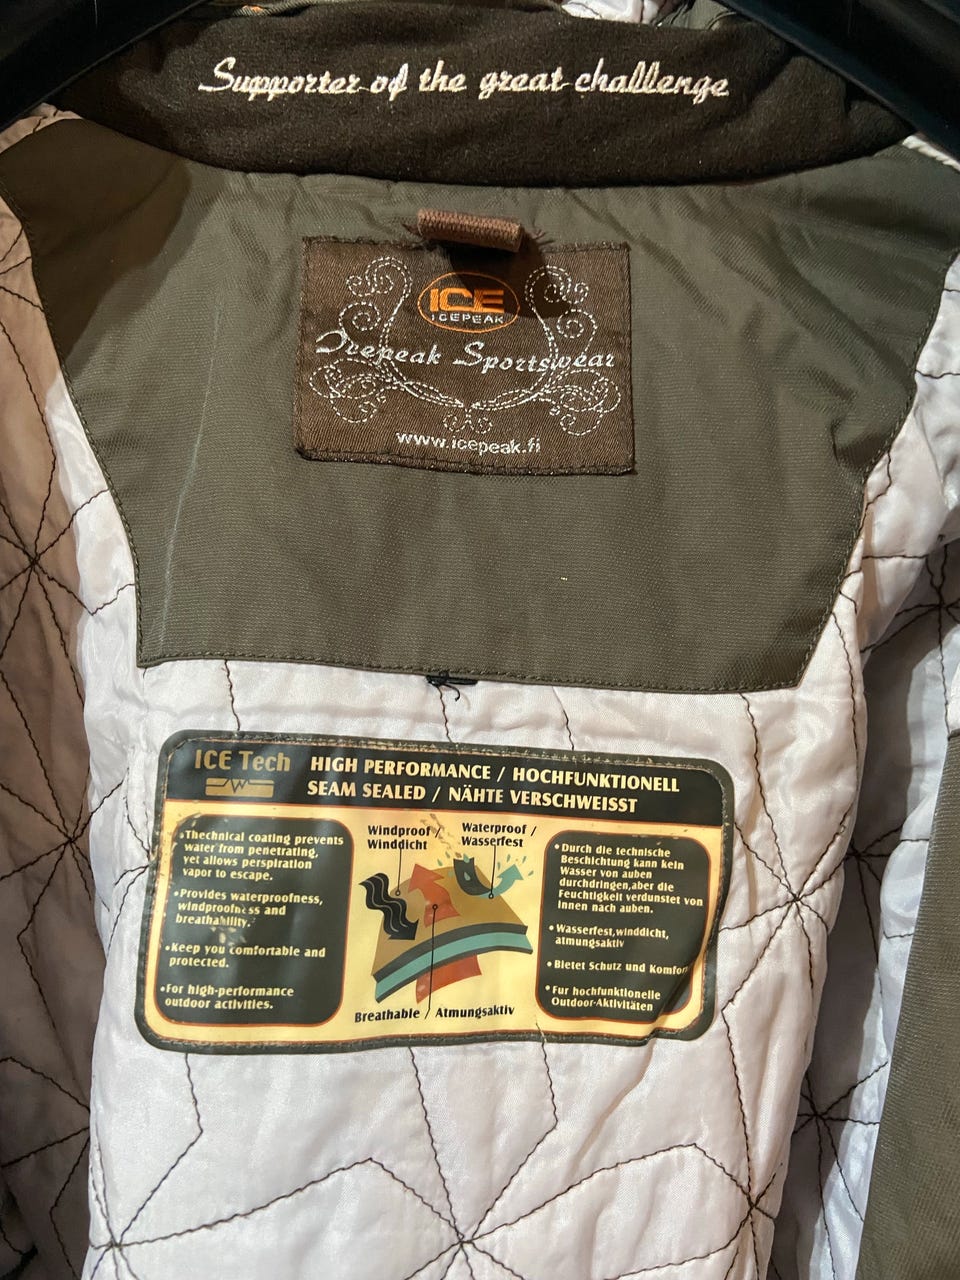 Supporter of the great challenge
ICE
ICEPEAK
Icepeak Sportswear
www.icepeak.fi
ICE Tech
HIGH PERFORMANCE / HOCHFUNKTIONELL
SEAM SEALED / NÄHTE VERSCHWEISST
•Thechnical coating prevents
water from penetrating,
yet allows perspiration
vapor to escape.
•Provides waterproofness,
windproofness and
breathability.
•Keep you comfortable and
protected.
•For high-performance
outdoor activities.
Windproof /
Winddicht
Waterproof /
Wasserfest
Breathable / Atmungsaktiv
•Durch die technische
Beschichtung kann kein
Wasser von auben
durchdringen,aber die
Feuchtigkeit verdunstet von
Innen nach auben.
•Wasserfest,winddicht,
atmungsaktiv
•Bietet Schutz und Komfor
•Fur hochfunktionelle
Outdoor-Aktivitäten